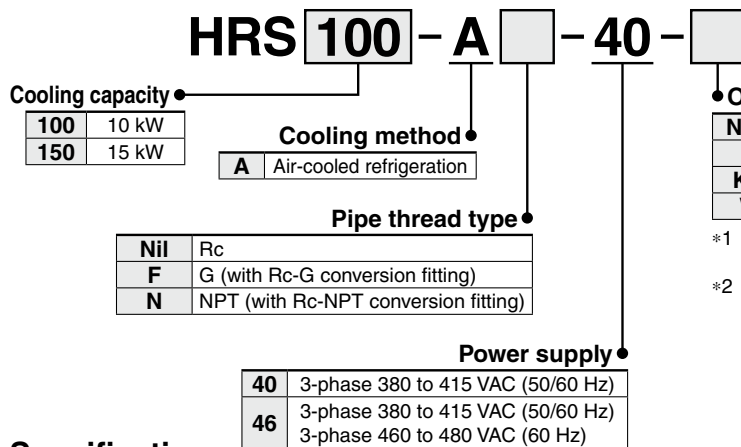 HRS 100 - A - 40 -
Cooling capacity
100 10 kW
150 15 kW
Cooling method
A Air-cooled refrigeration
Pipe thread type
Nil Rc
F G (with Rc-G conversion fitting)
N NPT (with Rc-NPT conversion fitting)
Power supply
40 3-phase 380 to 415 VAC (50/60 Hz)
46 3-phase 380 to 415 VAC (50/60 Hz)
3-phase 460 to 480 VAC (60 Hz)
*1
*2